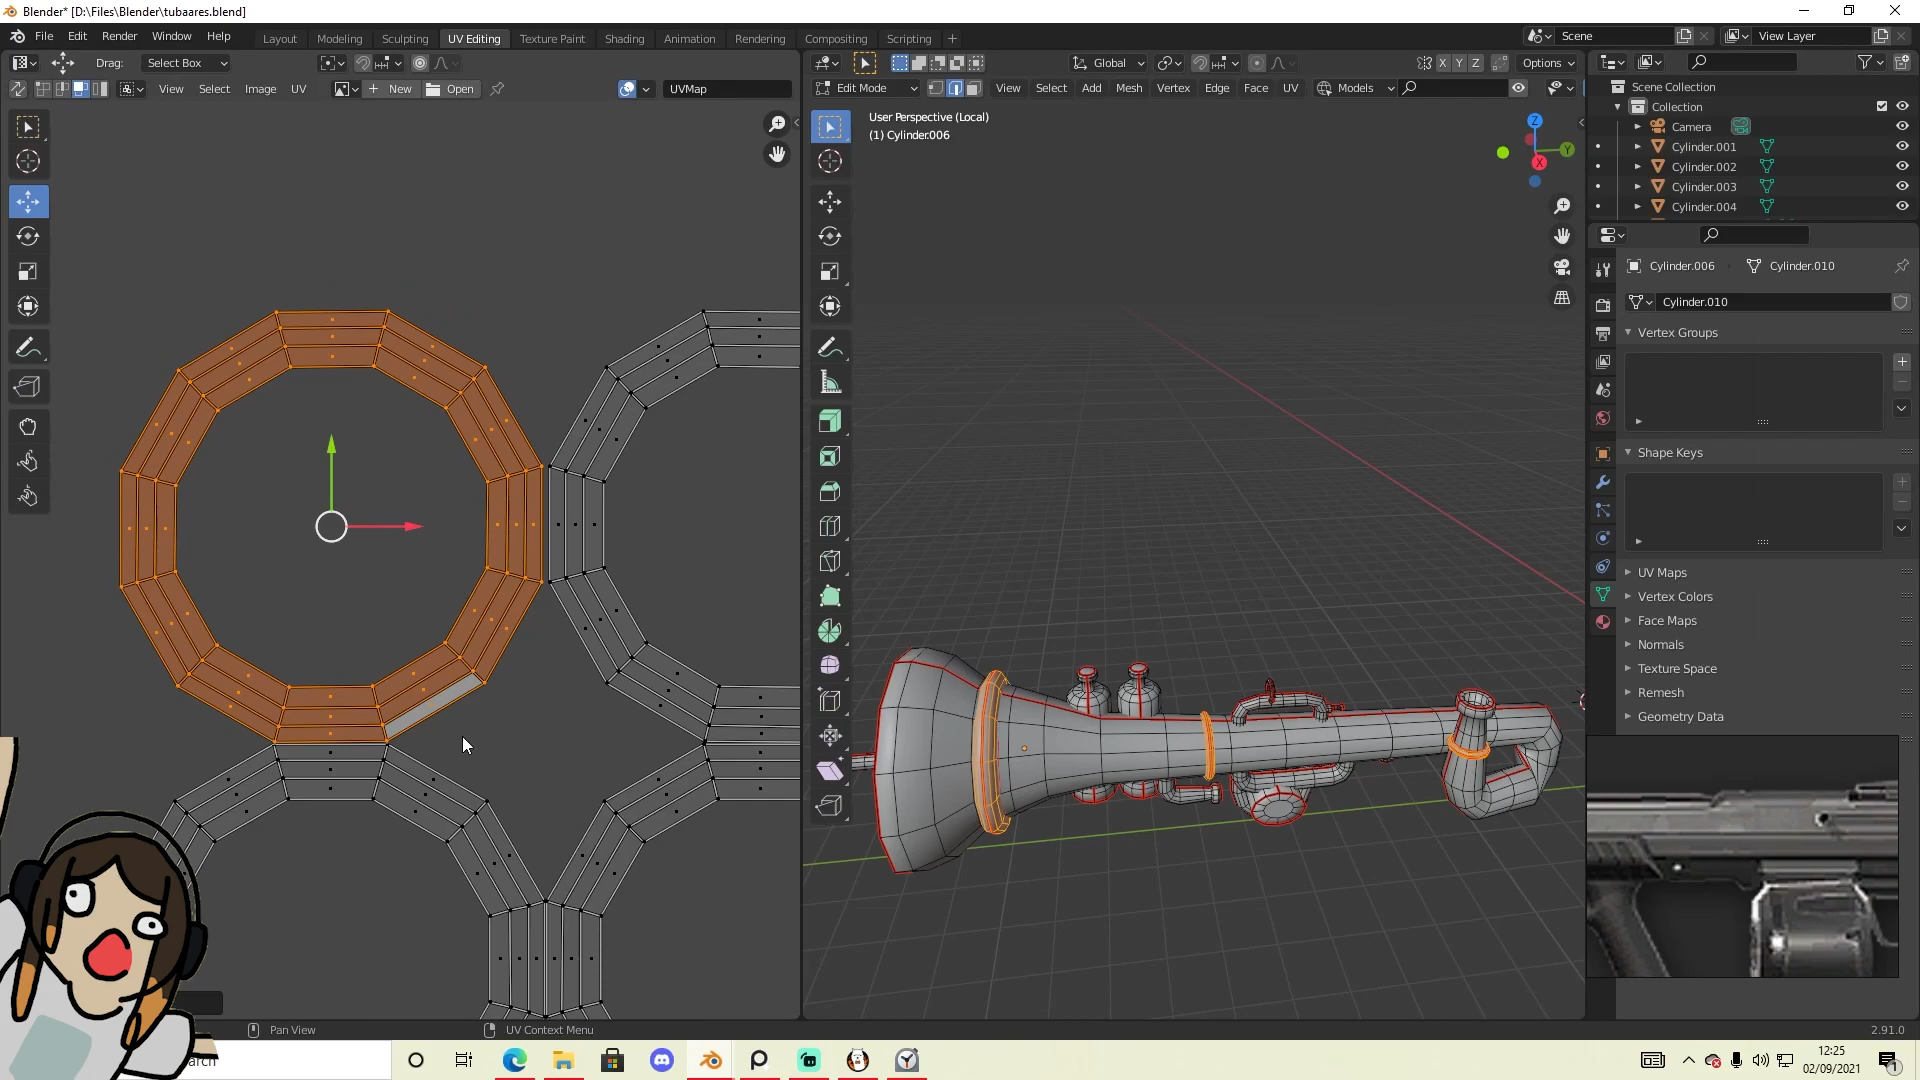 Blender* [D:\Files\Blender\tubaares.blend]
File Edit Render Window Help
Layout Modeling Sculpting UV Editing Texture Paint Shading Animation Rendering Compositing Scripting
Scene View Layer
Drag: Select Box
Global
X Y Z
Options
View Select Image UV New Open UVMap
Edit Mode View Select Add Mesh Vertex Edge Face UV Models
Scene Collection
Collection
Camera
Cylinder.001
Cylinder.002
Cylinder.003
Cylinder.004
User Perspective (Local)
(1) Cylinder.006
Z
Y
X
Cylinder.006 Cylinder.010
Cylinder.010
Vertex Groups
Shape Keys
UV Maps
Vertex Colors
Face Maps
Normals
Texture Space
Remesh
Geometry Data
Pan View
UV Context Menu
2.91.0
arch
12:25
02/09/2021
1